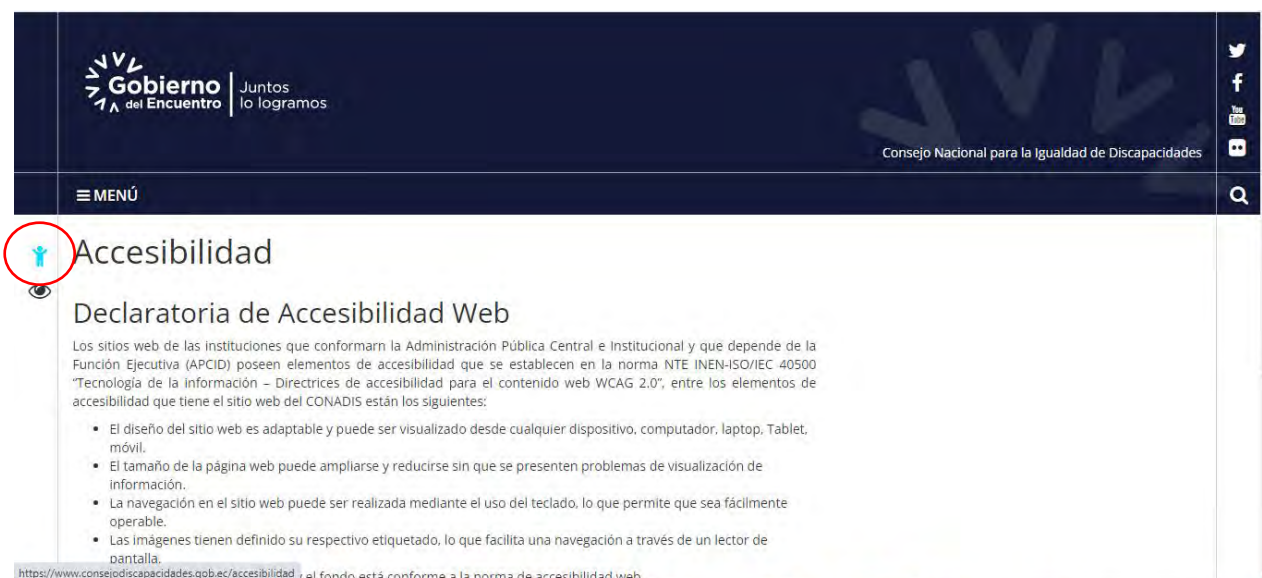 Gobierno
del Encuentro
Juntos
lo logramos
You
Tube
Consejo Nacional para la Igualdad de Discapacidades
MENÚ
Accesibilidad
Declaratoria de Accesibilidad Web
Los sitios web de las instituciones que conformarn la Administración Pública Central e Institucional y que depende de la
Función Ejecutiva (APCID) poseen elementos de accesibilidad que se establecen en la norma NTE INEN-ISO/IEC 40500
“Tecnología de la información – Directrices de accesibilidad para el contenido web WCAG 2.0”, entre los elementos de
accesibilidad que tiene el sitio web del CONADIS están los siguientes:
• El diseño del sitio web es adaptable y puede ser visualizado desde cualquier dispositivo, computador, laptop, Tablet,
móvil.
• El tamaño de la página web puede ampliarse y reducirse sin que se presenten problemas de visualización de
información.
• La navegación en el sitio web puede ser realizada mediante el uso del teclado, lo que permite que sea fácilmente
operable.
• Las imágenes tienen definido su respectivo etiquetado, lo que facilita una navegación a través de un lector de
pantalla.
https://www.consejodiscapacidades.gob.ec/accesibilidad y el fondo está conforme a la norma de accesibilidad web